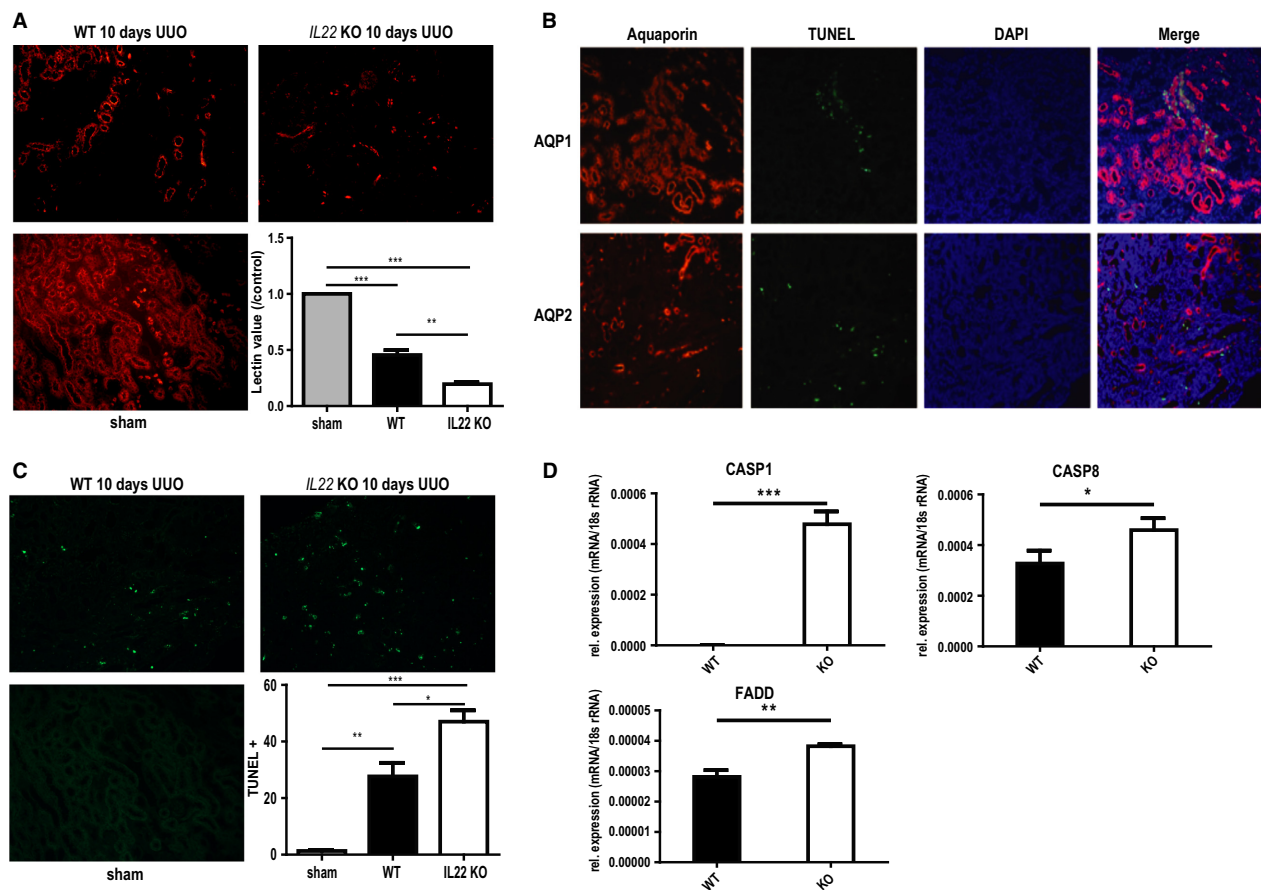 A
WT 10 days UUO
IL22 KO 10 days UUO
sham
Lectin value (/control)
1.5
1.0
0.5
0.0
***
***
**
sham WT IL22 KO
B
Aquaporin TUNEL DAPI Merge
AQP1
AQP2
C
WT 10 days UUO
IL22 KO 10 days UUO
sham
TUNEL +
60
40
20
0
***
*
**
sham WT IL22 KO
D
CASP1
rel. expression (mRNA/18s rRNA)
0.0006
0.0004
0.0002
0.0000
***
WT KO
CASP8
rel. expression (mRNA/18s rRNA)
0.0006
0.0004
0.0002
0.0000
*
WT KO
FADD
rel. expression (mRNA/18s rRNA)
0.00005
0.00004
0.00003
0.00002
0.00001
0.00000
**
WT KO